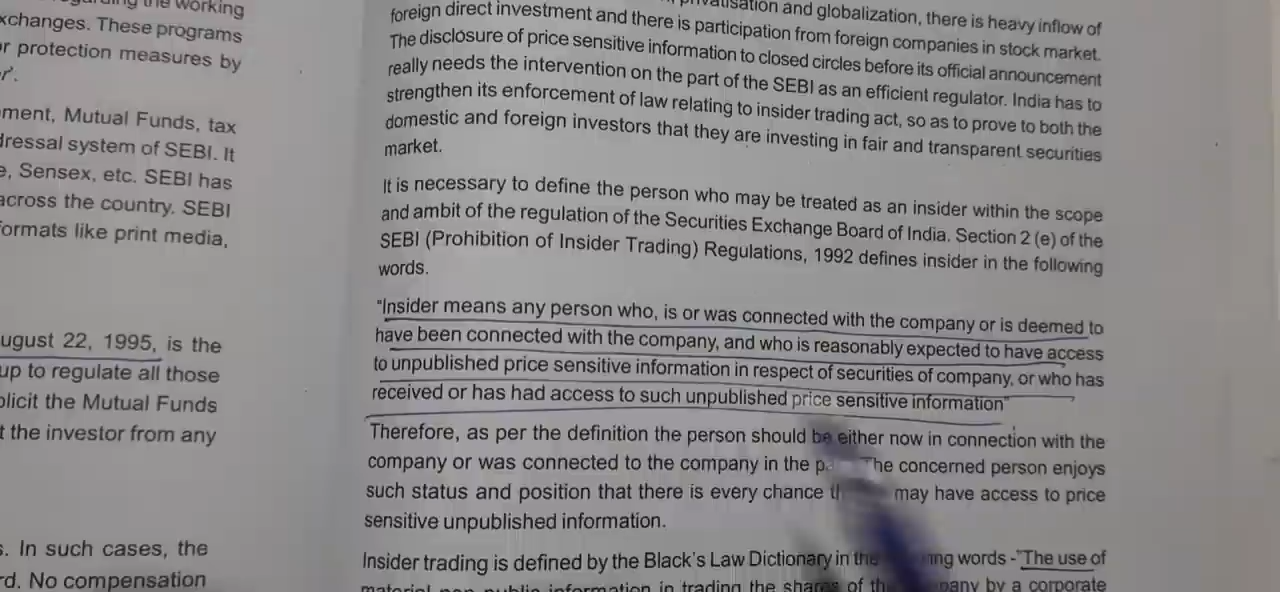 the working
xchanges. These programs
r protection measures by
ment, Mutual Funds, tax
dressal system of SEBI. It
e, Sensex, etc. SEBI has
across the country. SEBI
formats like print media,
ugust 22, 1995, is the
up to regulate all those
plicit the Mutual Funds
t the investor from any
s. In such cases, the
rd. No compensation
and globalization, there is heavy inflow of
foreign direct investment and there is participation from foreign companies in stock market.
The disclosure of price sensitive information to closed circles before its official announcement
really needs the intervention on the part of the SEBI as an efficient regulator. India has to
strengthen its enforcement of law relating to insider trading act, so as to prove to both the
domestic and foreign investors that they are investing in fair and transparent securities
market.
It is necessary to define the person who may be treated as an insider within the scope
and ambit of the regulation of the Securities Exchange Board of India. Section 2 (e) of the
SEBI (Prohibition of Insider Trading) Regulations, 1992 defines insider in the following
words.
"Insider means any person who, is or was connected with the company or is deemed to
have been connected with the company, and who is reasonably expected to have access
to unpublished price sensitive information in respect of securities of company, or who has
received or has had access to such unpublished price sensitive information"
Therefore, as per the definition the person should be either now in connection with the
company or was connected to the company in the The concerned person enjoys
such status and position that there is every chance may have access to price
sensitive unpublished information.
Insider trading is defined by the Black's Law Dictionary in the words -"The use of
information in trading the shares of by a corporate